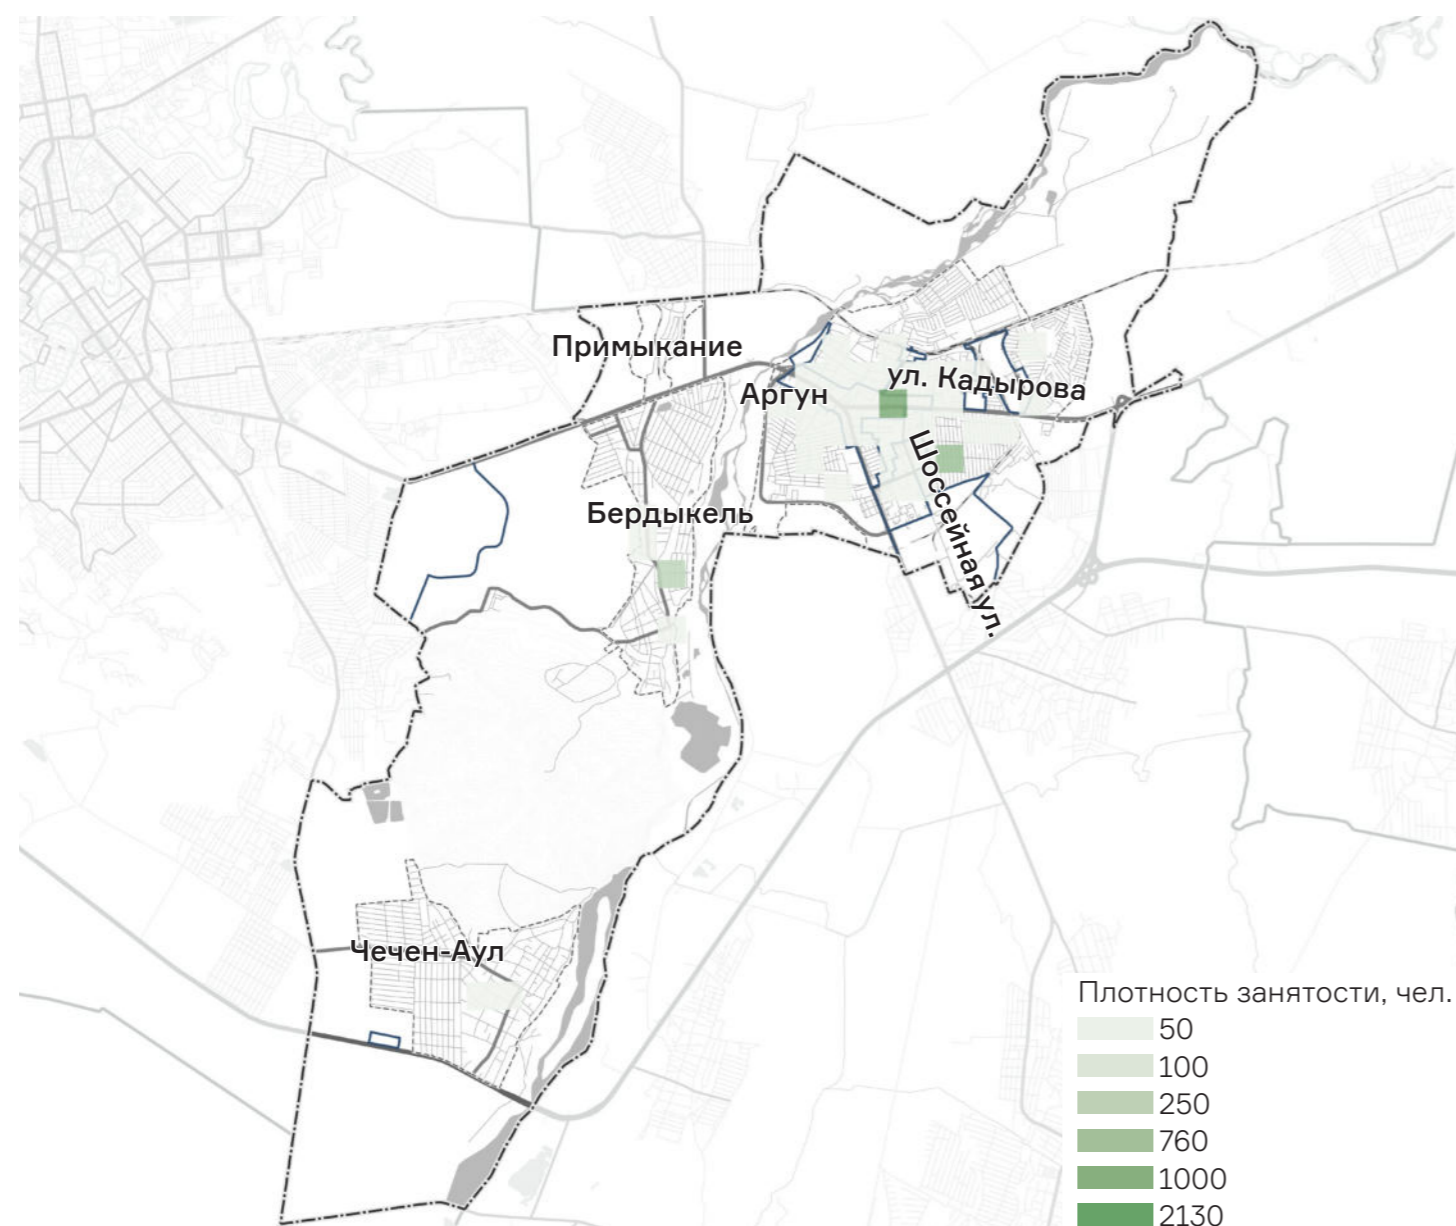 Примыкание
ул. Кадырова
Аргун
Шоссейная ул.
Бердыкель
Чечен-Аул
Плотность занятости, чел.
50
100
250
760
1000
2130